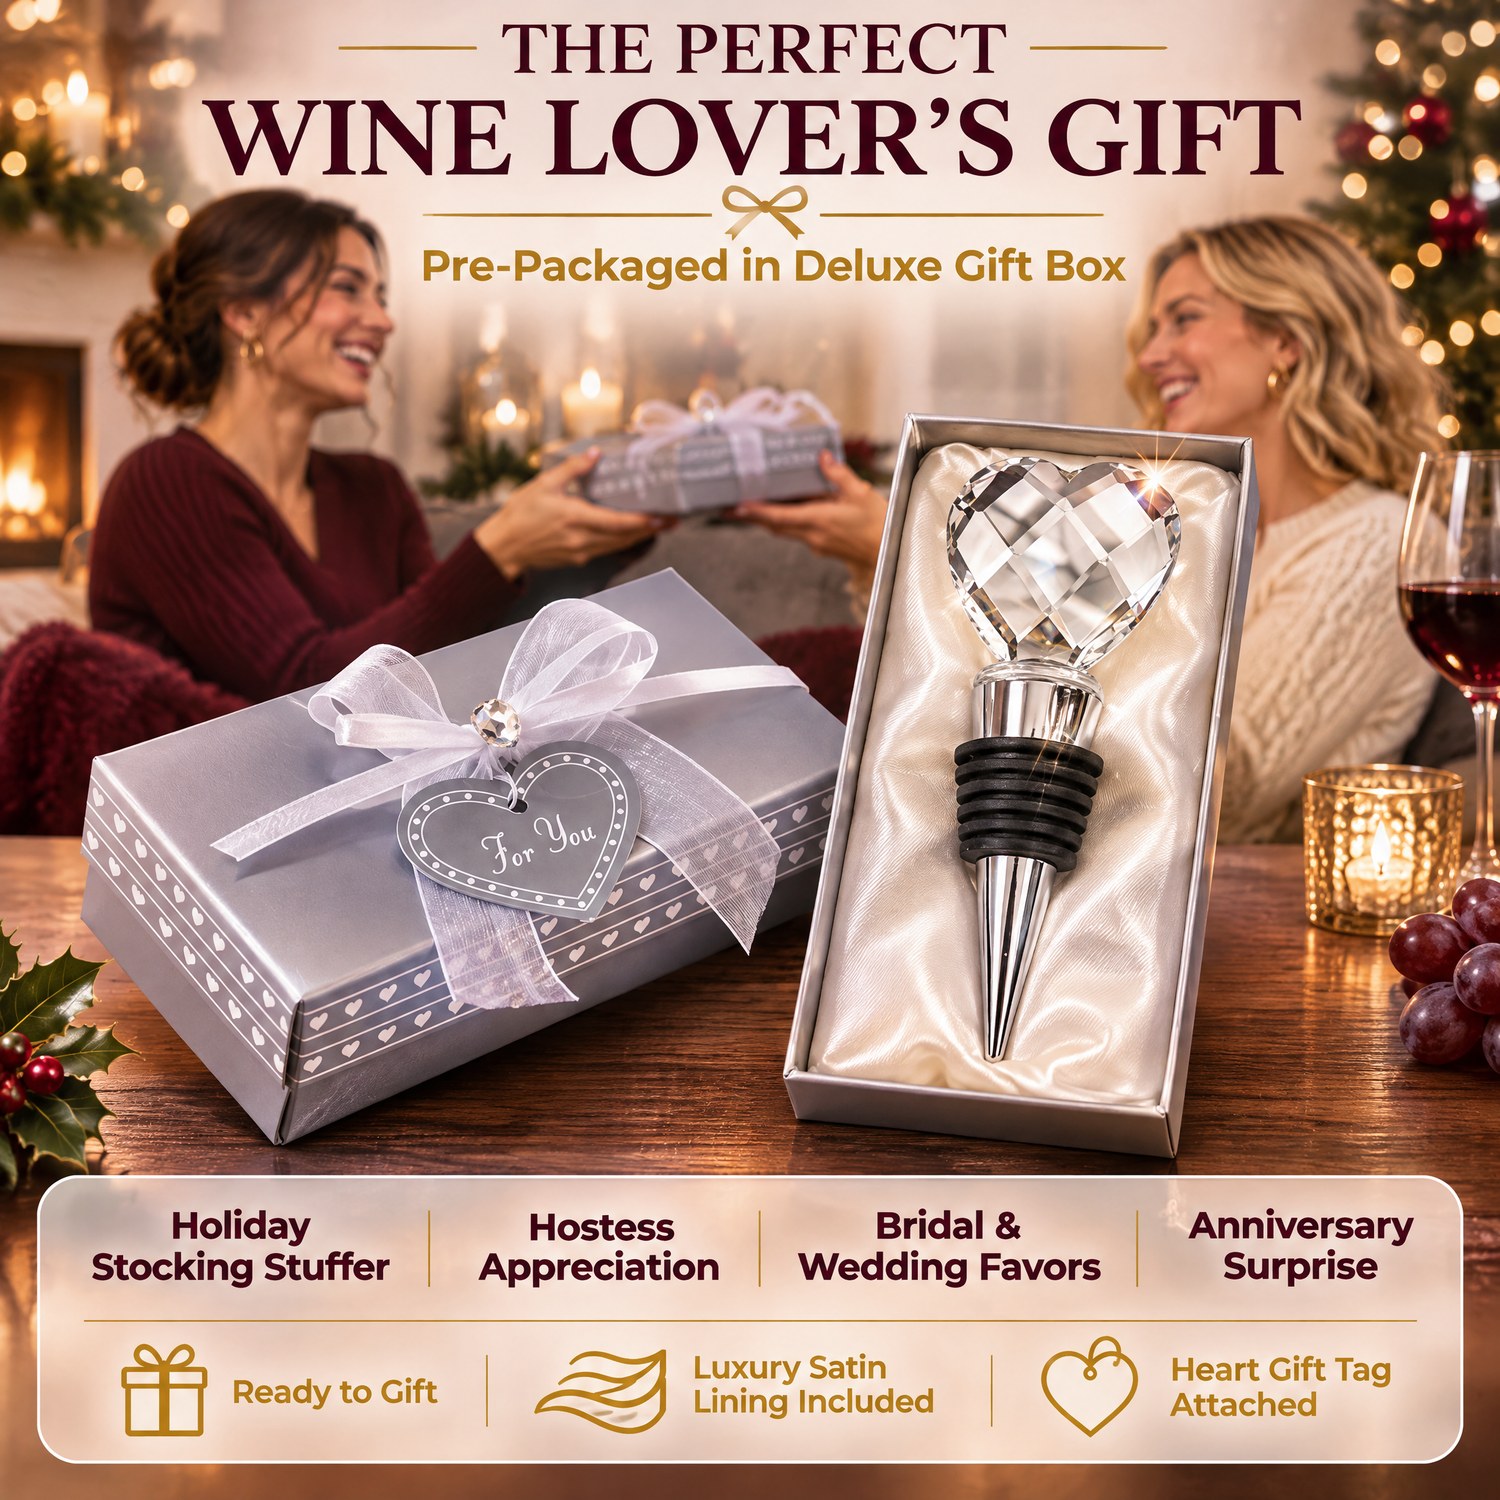 THE PERFECT
WINE LOVER'S GIFT
Pre-Packaged in Deluxe Gift Box
For You
Holiday
Stocking Stuffer
Hostess
Appreciation
Bridal &
Wedding Favors
Anniversary
Surprise
Ready to Gift
Luxury Satin
Lining Included
Heart Gift Tag
Attached